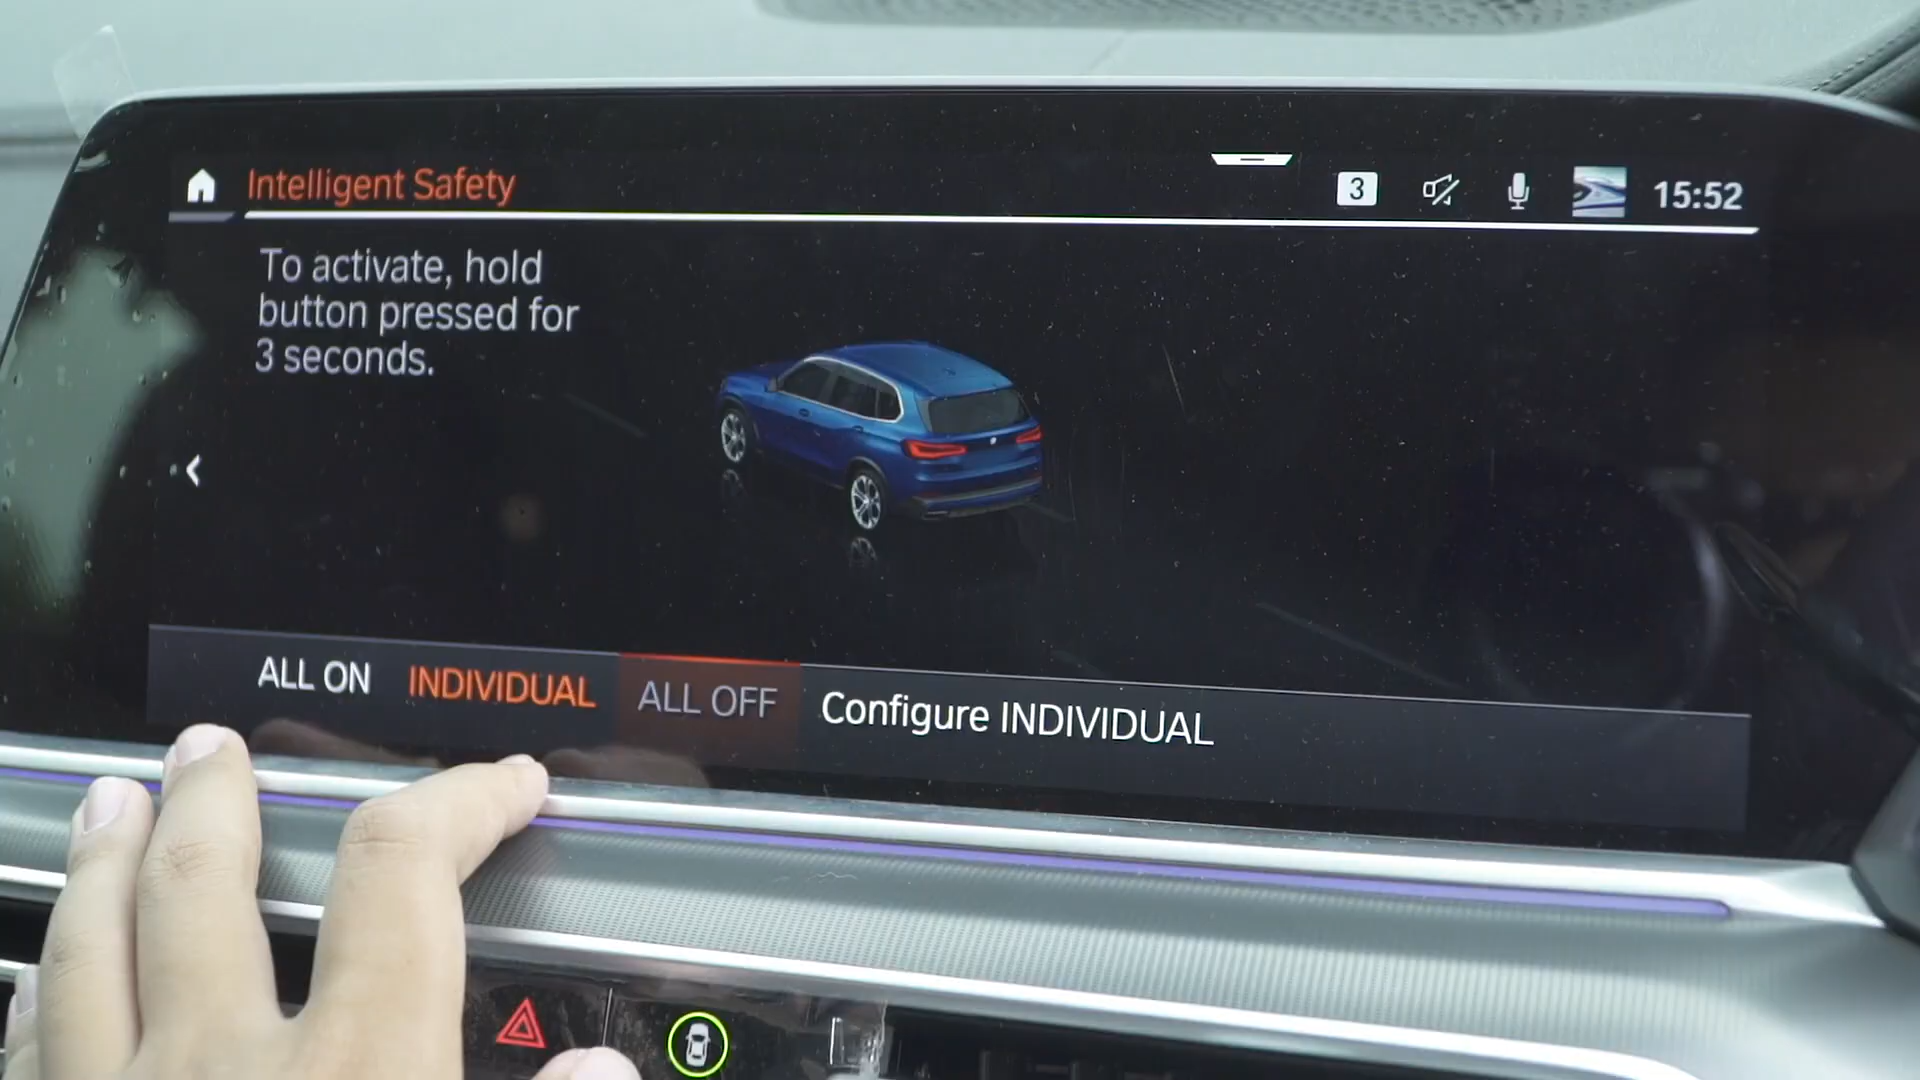 Intelligent Safety
3
15:52
To activate, hold
button pressed for
3 seconds.
ALL ON INDIVIDUAL ALL OFF Configure INDIVIDUAL